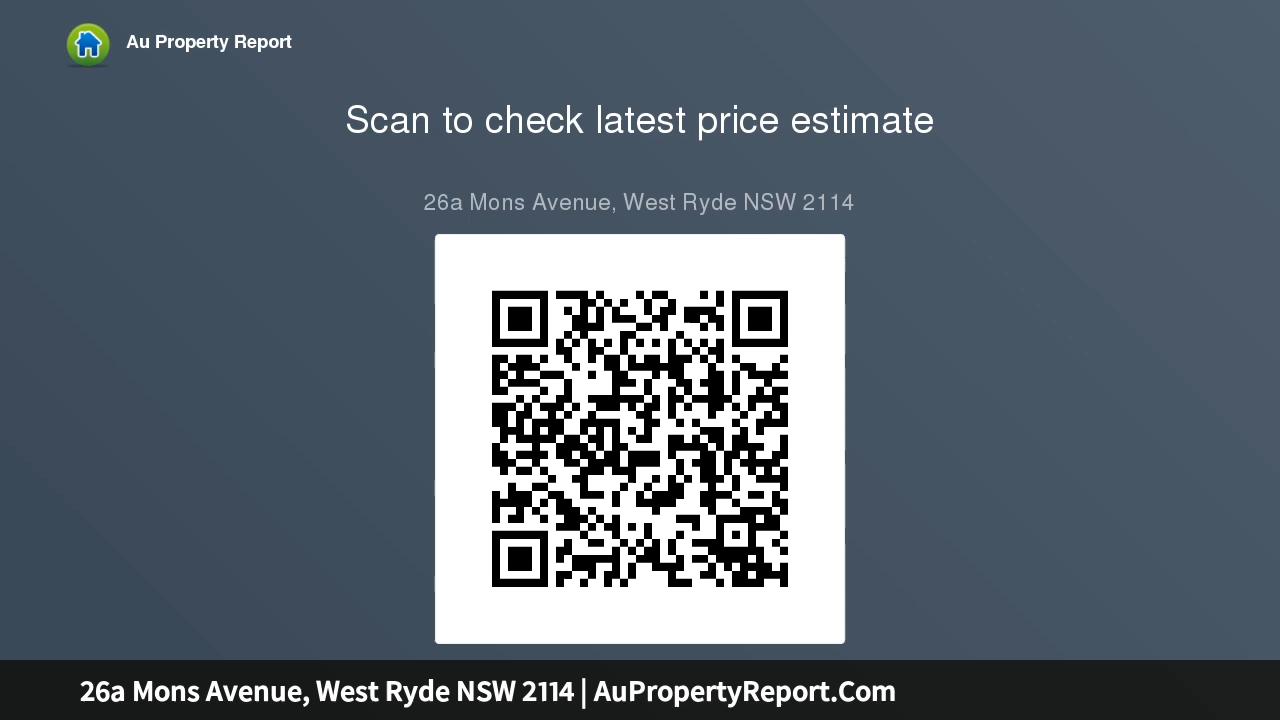 Au Property Report
Scan to check latest price estimate
26a Mons Avenue, West Ryde NSW 2114
26a Mons Avenue, West Ryde NSW 2114 | AuPropertyReport.Com